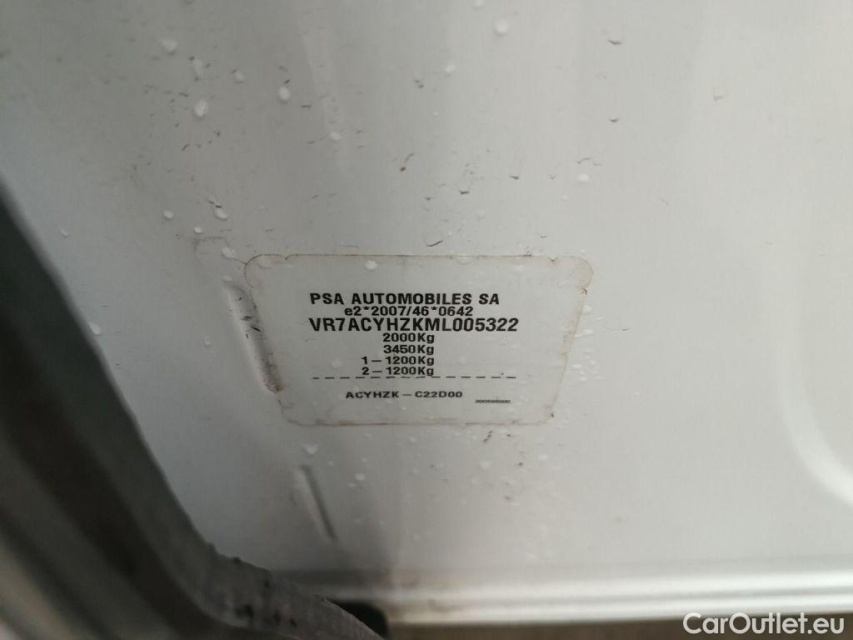 PSA AUTOMOBILES SA
e2*2007/46*0642
VR7ACYHZKML005322
2000Kg
3450Kg
1-1200Kg
2-1200Kg
ACYHZK-C22D00
CarOutlet.eu